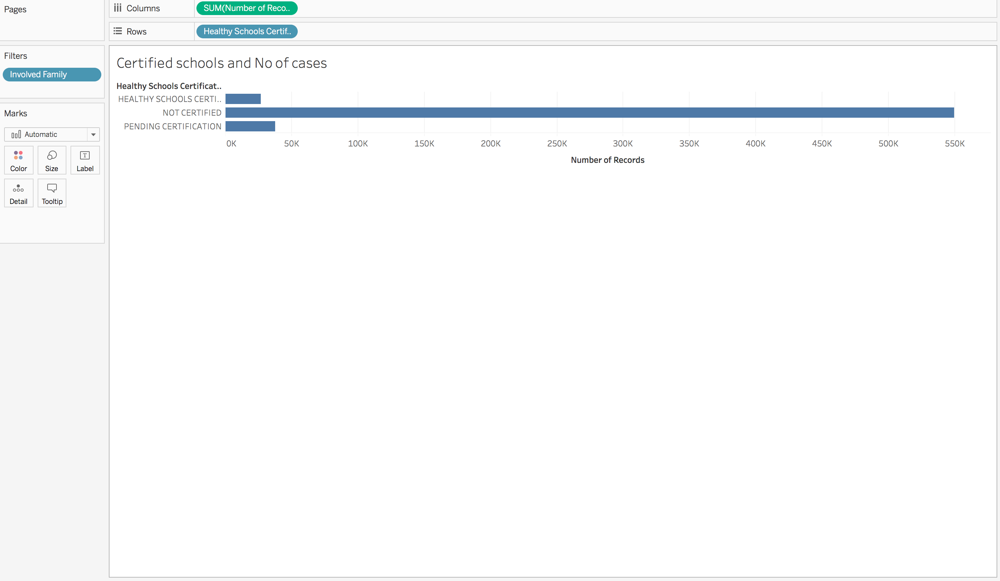 Pages
Columns
SUM(Number of Reco..
Rows
Healthy Schools Certif..
Filters
Involved Family
Marks
Automatic
Color Size Label
Detail Tooltip
Certified schools and No of cases
Healthy Schools Certificat..
HEALTHY SCHOOLS CERTI..
NOT CERTIFIED
PENDING CERTIFICATION
0K 50K 100K 150K 200K 250K 300K 350K 400K 450K 500K 550K
Number of Records